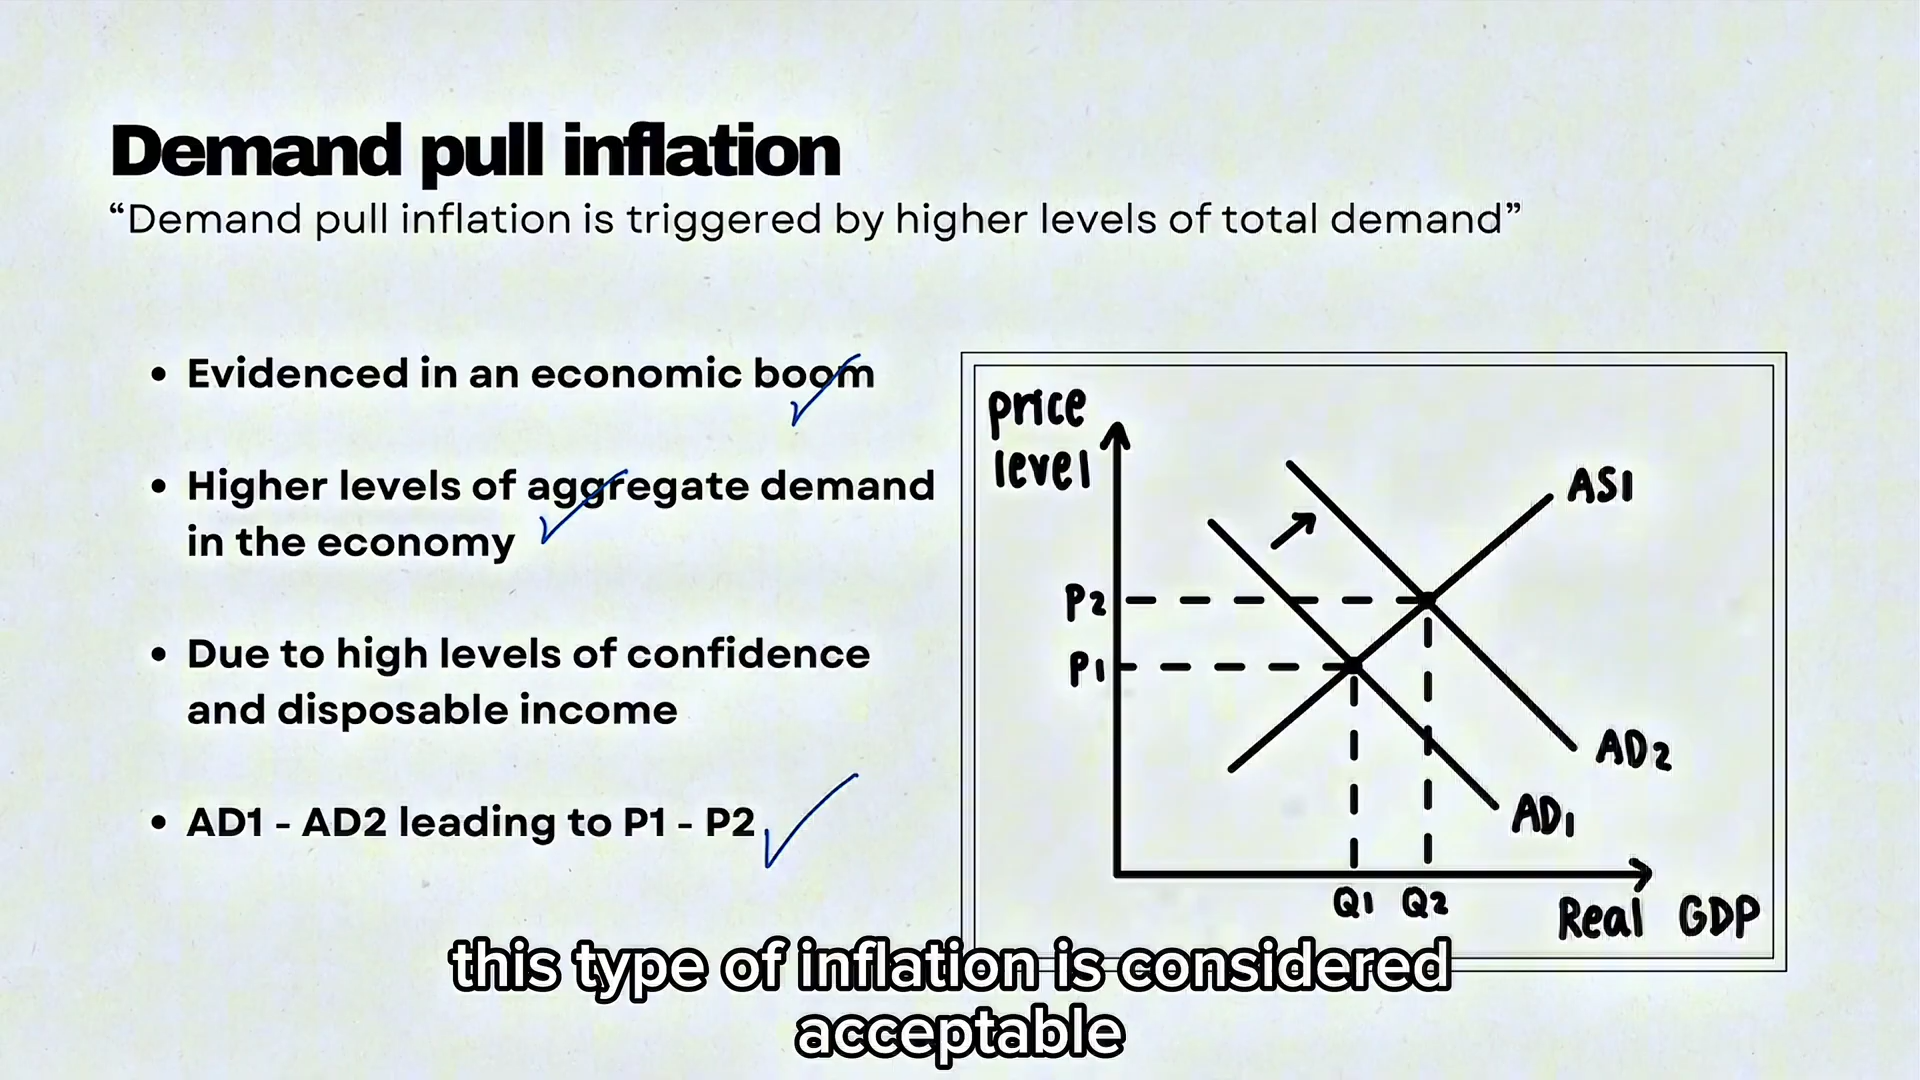 Demand pull inflation
“Demand pull inflation is triggered by higher levels of total demand”
• Evidenced in an economic boom
• Higher levels of aggregate demand
in the economy
• Due to high levels of confidence
and disposable income
• AD1 - AD2 leading to P1 - P2
price
level
AS1
P2
P1
AD2
AD1
Q1 Q2
Real GDP
this type of inflation is considered
acceptable